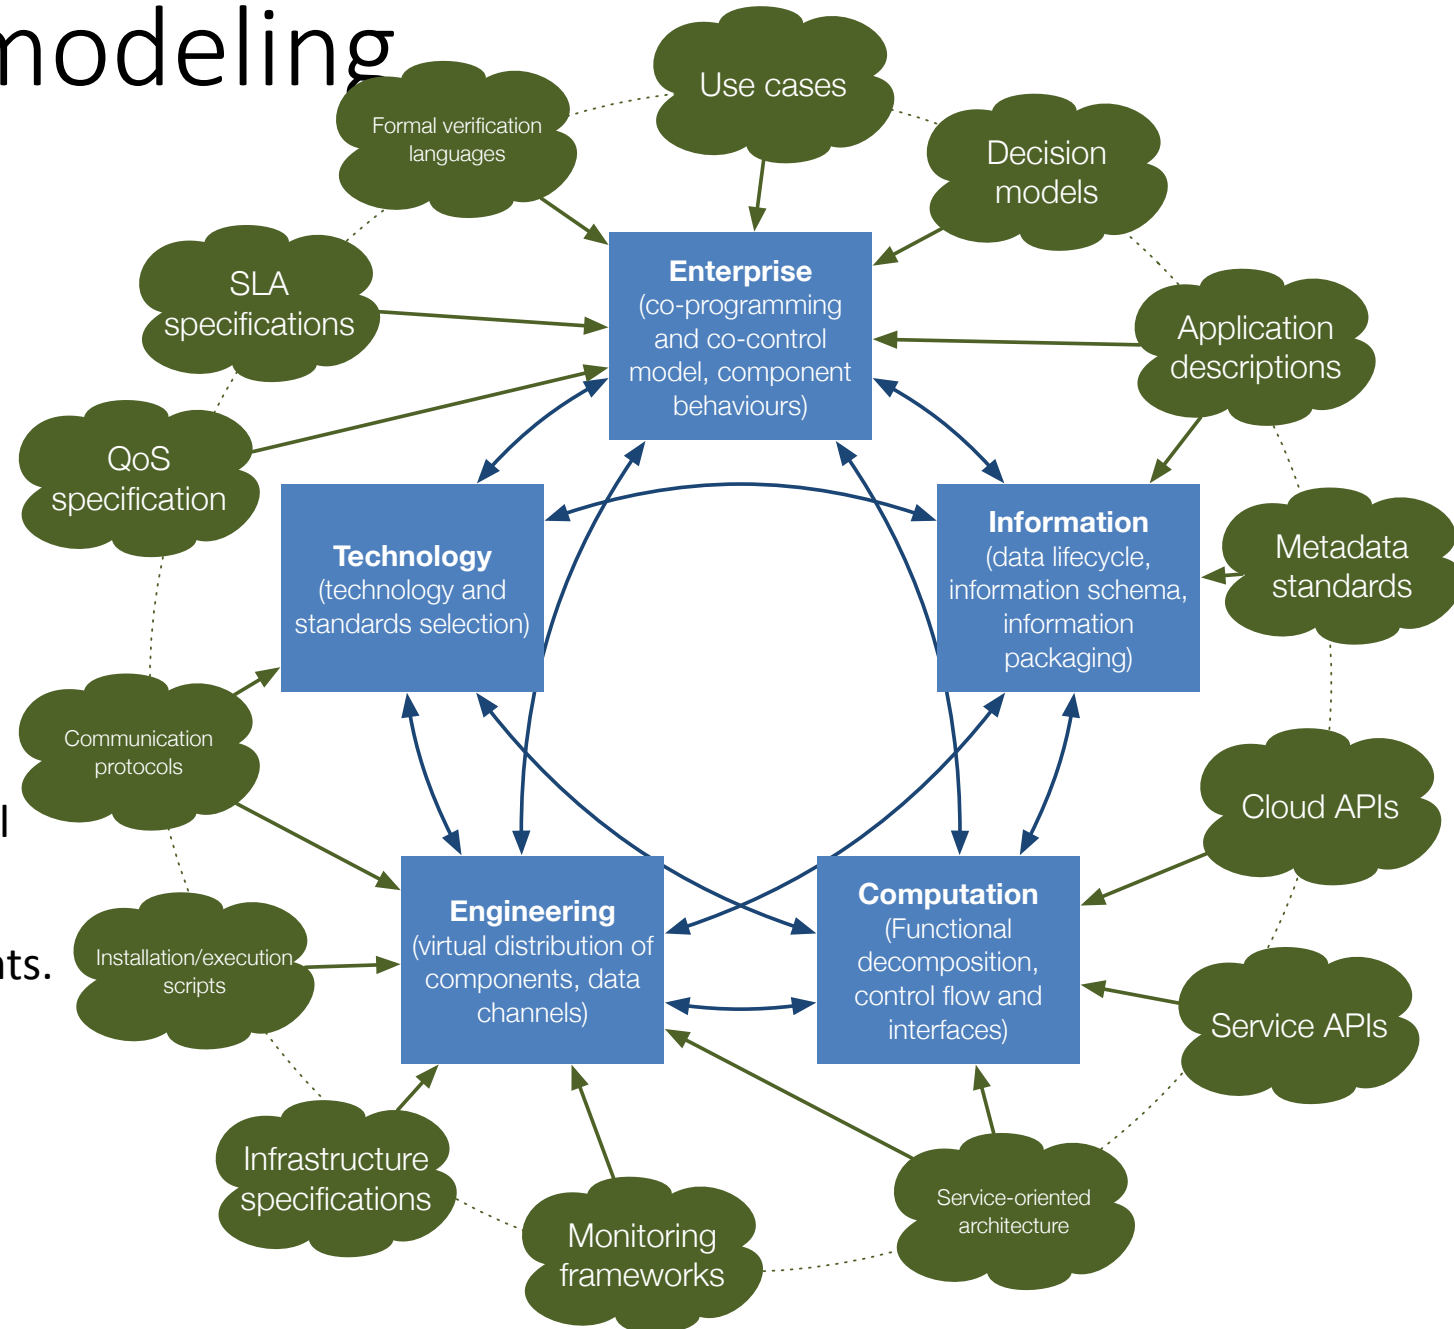 modeling
Use cases
Formal verification
languages
Decision
models
SLA
specifications
Enterprise
(co-programming
and co-control
model, component
behaviours)
Application
descriptions
QoS
specification
Technology
(technology and
standards selection)
Information
(data lifecycle,
information schema,
information
packaging)
Metadata
standards
Communication
protocols
Cloud APIs
Engineering
(virtual distribution of
components, data
channels)
Computation
(Functional
decomposition,
control flow and
interfaces)
Installation/execution
scripts
Service APIs
Infrastructure
specifications
Monitoring
frameworks
Service-oriented
architecture